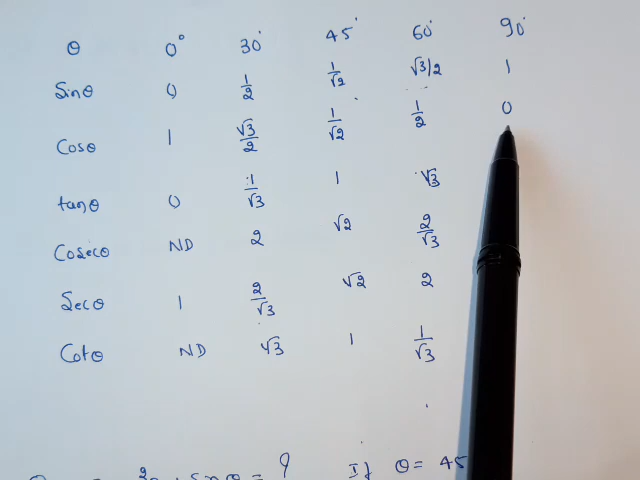 θ 0° 30° 45° 60° 90°
Sinθ 0 1/2 1/√2 √3/2 1
Cosθ 1 √3/2 1/√2 1/2 0
tanθ 0 1/√3 1 √3
Cosecθ ND 2 √2 2/√3
Secθ 1 2/√3 √2 2
Cotθ ND √3 1 1/√3
sinθ = ? If θ = 45